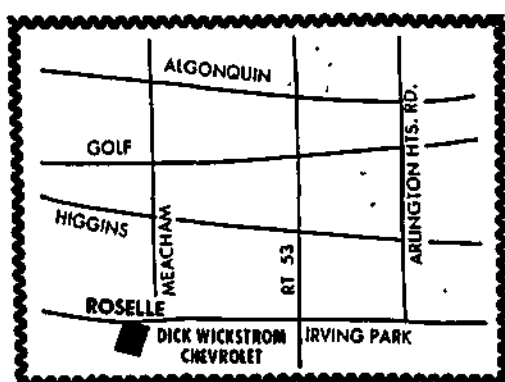 ALGONQUIN
ARLINGTON HTS. RD.
GOLF
HIGGINS
MEACHAM
RT 53
ROSELLE
DICK WICKSTROM
CHEVROLET
IRVING PARK